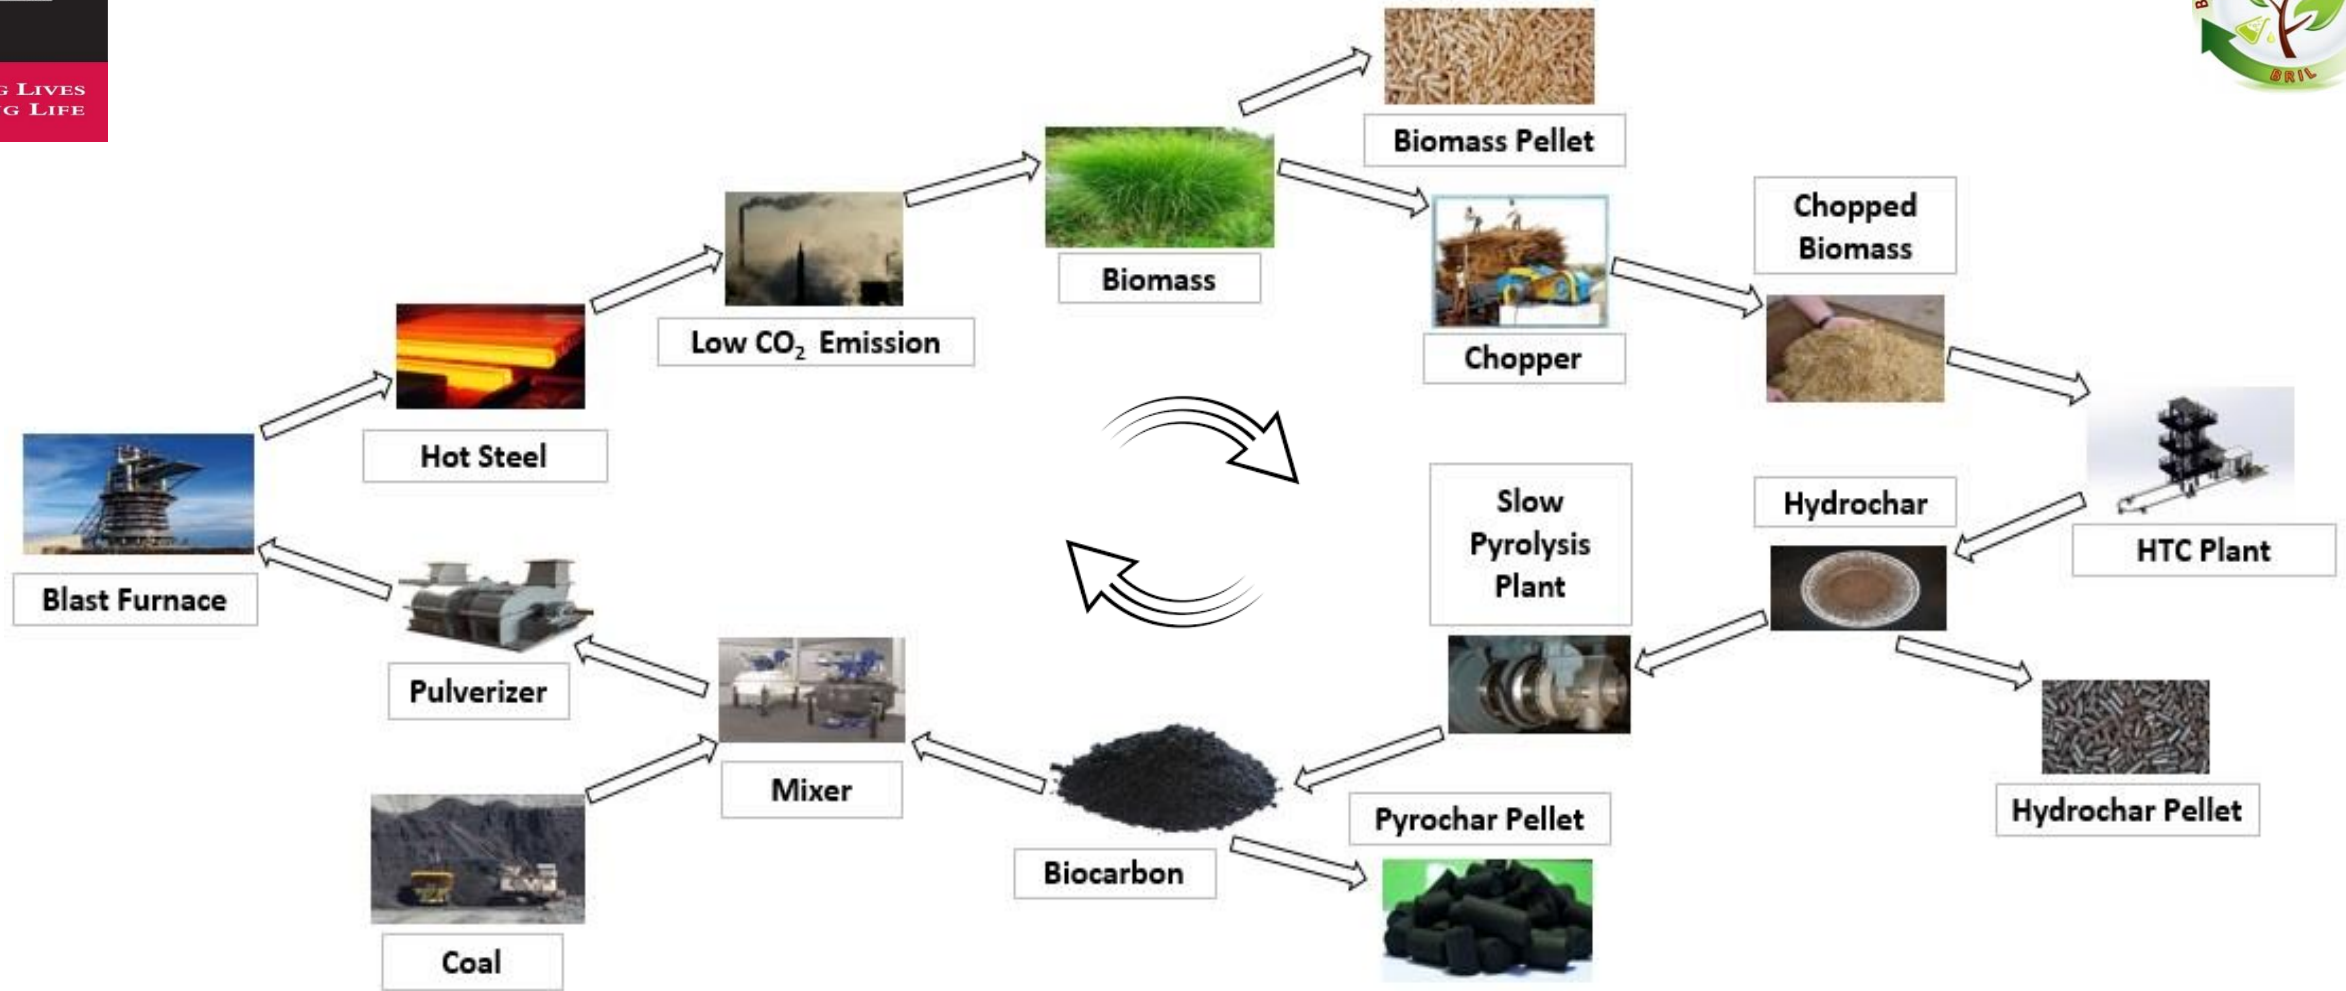 LIVES
LIFE
BRIL
Biomass Pellet
Biomass
Chopped
Biomass
Low CO₂ Emission
Chopper
Hot Steel
Slow
Pyrolysis
Plant
Hydrochar
HTC Plant
Blast Furnace
Pulverizer
Mixer
Pyrochar Pellet
Hydrochar Pellet
Biocarbon
Coal